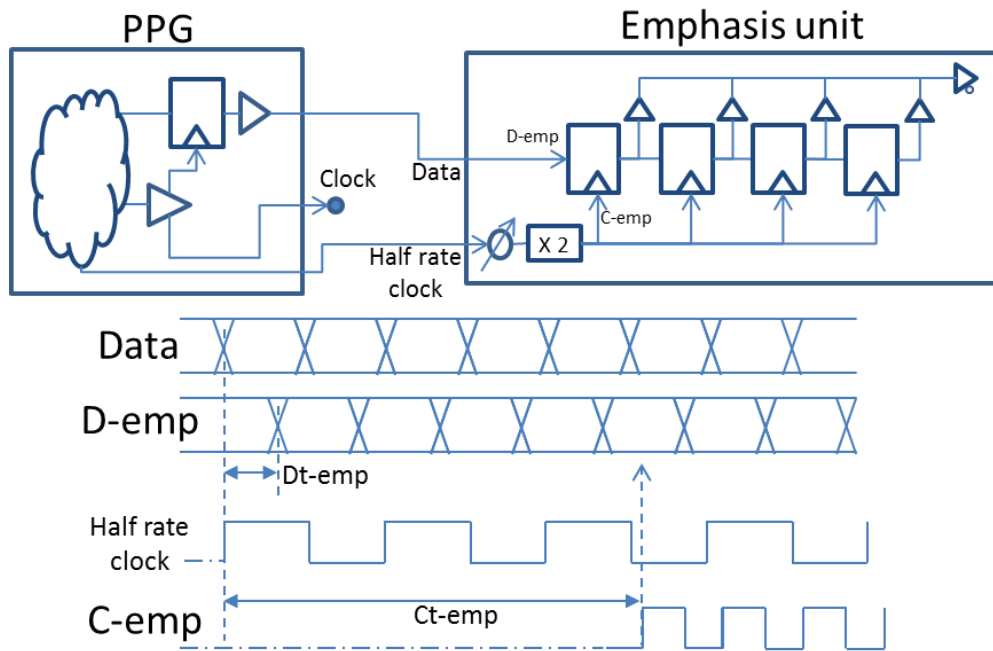 PPG
Emphasis unit
D-emp
Data
Clock
C-emp
Half rate
clock
X 2
Data
D-emp
Dt-emp
Half rate
clock
Ct-emp
C-emp